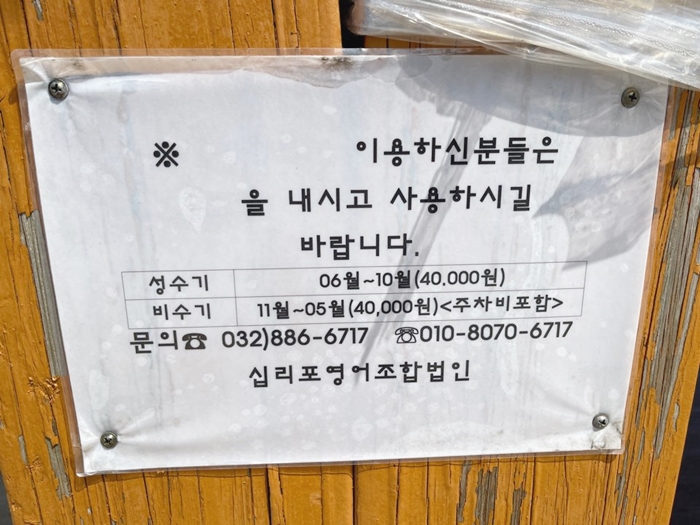 ※ 이용하신분들은
을 내시고 사용하시길
바랍니다.
성수기 06월~10월(40.000원)
비수기 11월~05월(40,000원)<주차비포함>
문의☎ 032)886-6717 ☏010-8070-6717
십리포영어조합법인